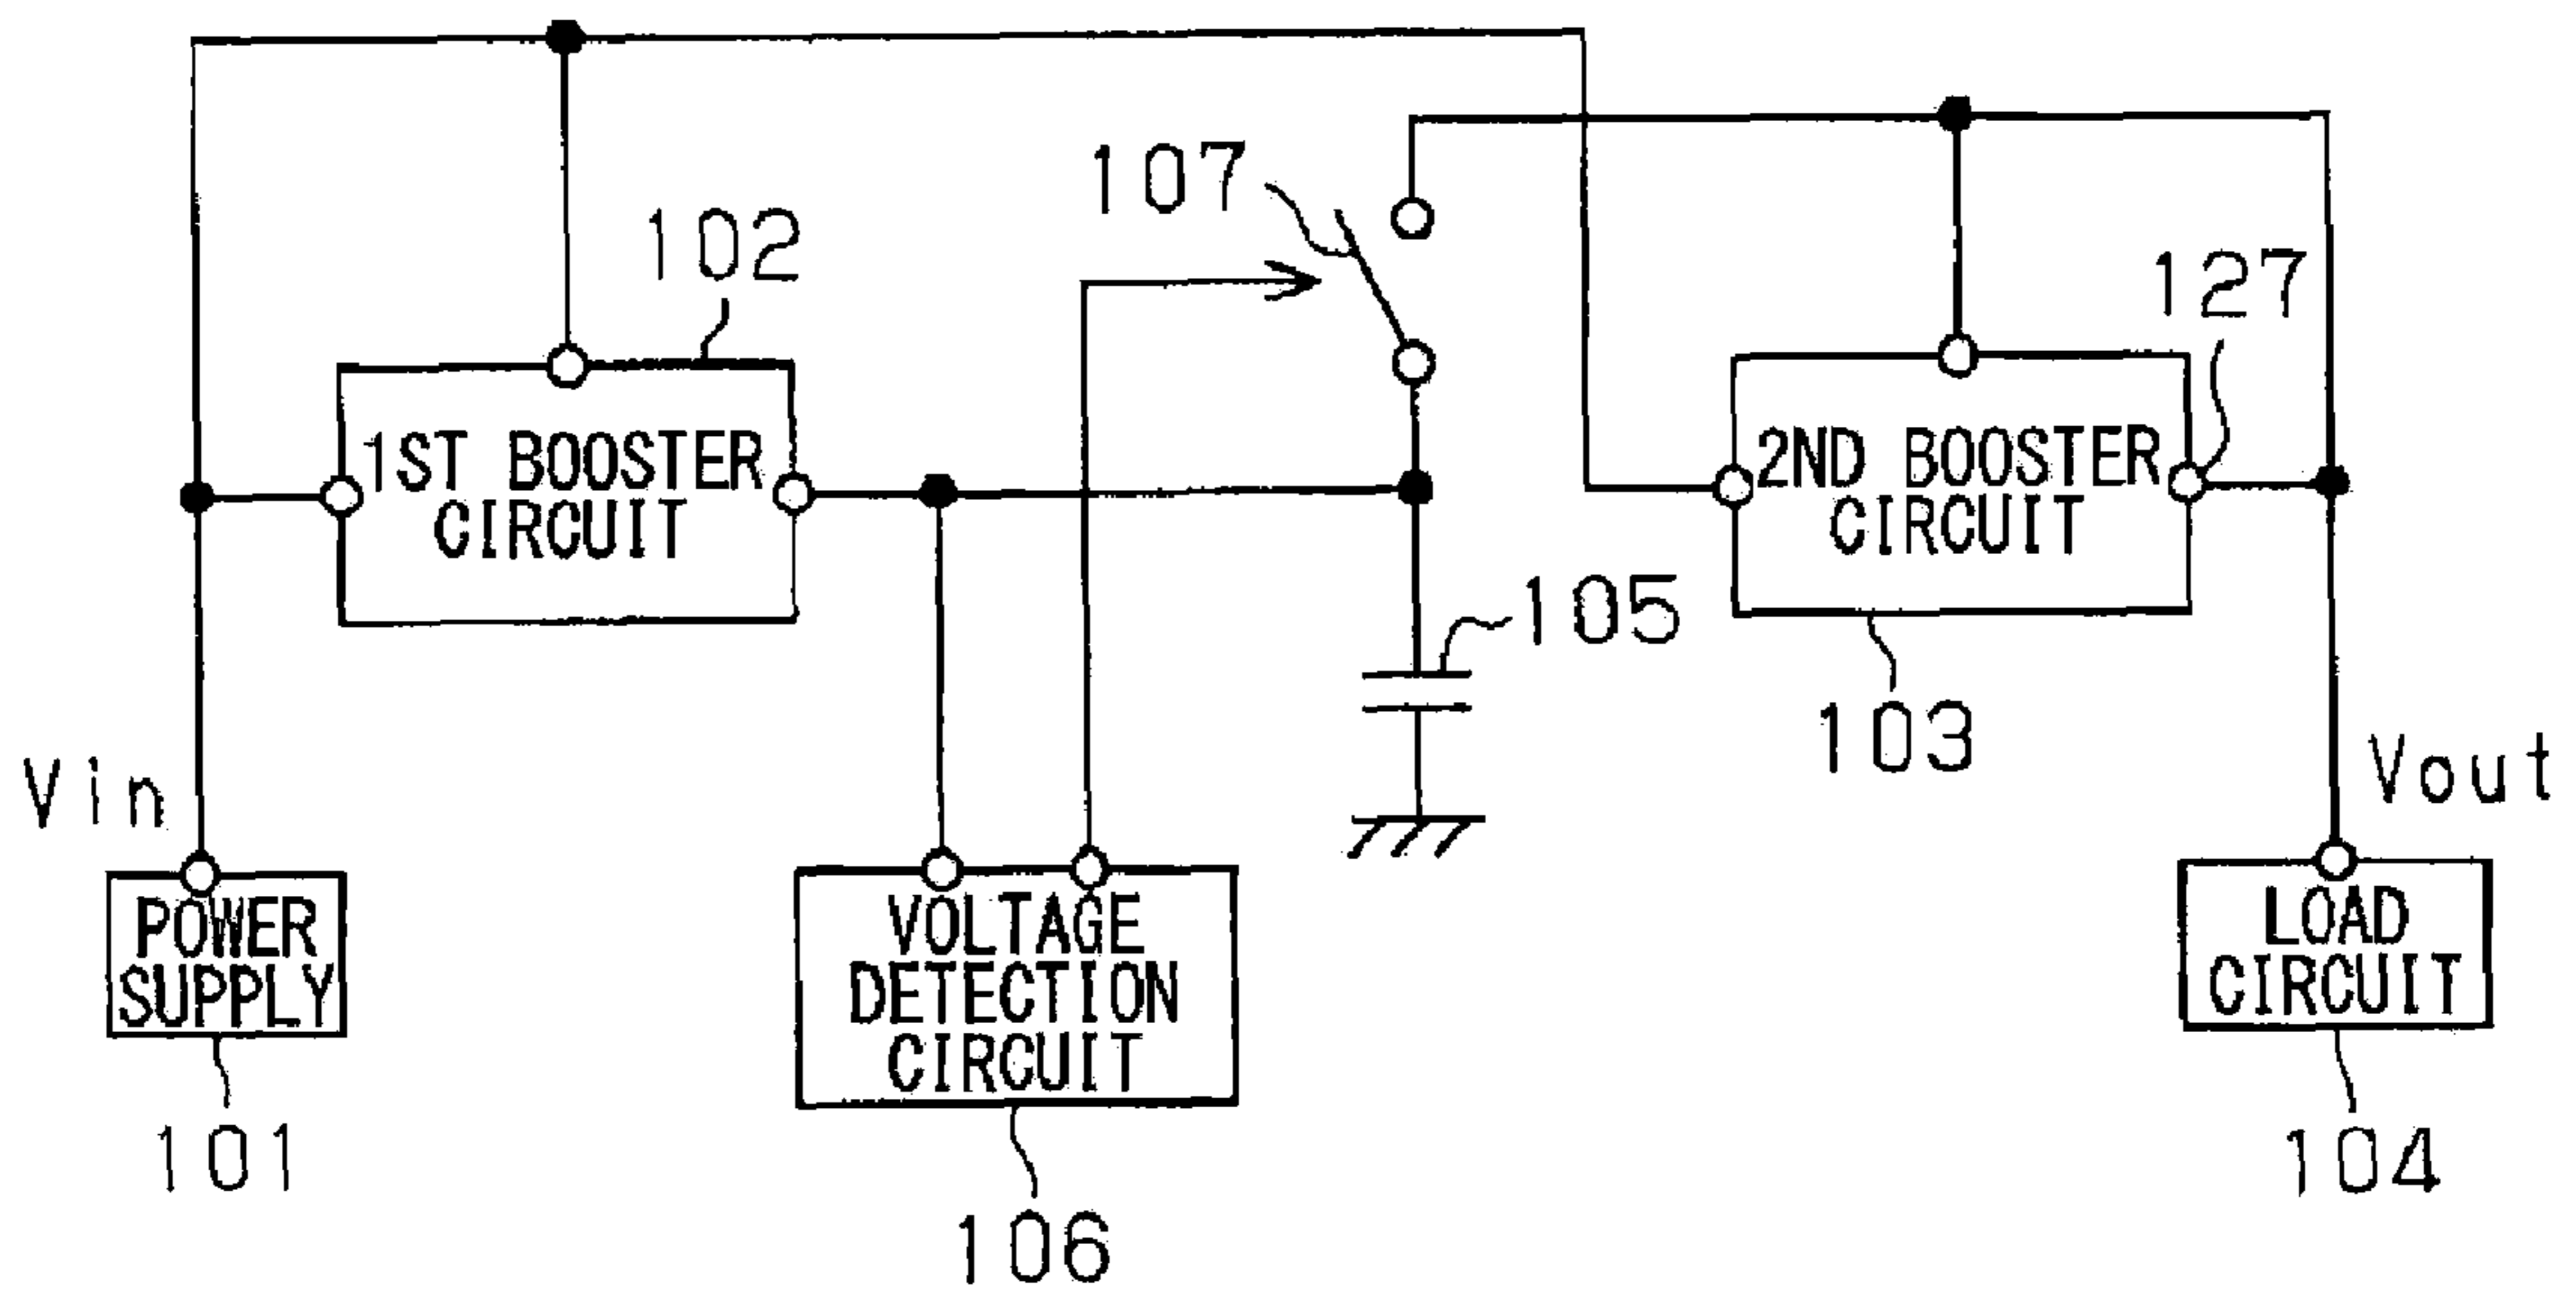 107
102
127
1ST BOOSTER
CIRCUIT
2ND BOOSTER
CIRCUIT
105
103
Vin
Vout
POWER
SUPPLY
VOLTAGE
DETECTION
CIRCUIT
LOAD
CIRCUIT
101
106
104